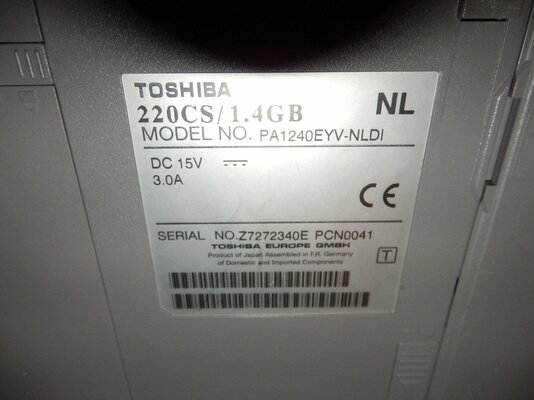 TOSHIBA
220CS/1.4GB NL
MODEL NO. PA1240EYV-NLDI
DC 15V
3.0A
CE
SERIAL NO.Z7272340E PCN0041
TOSHIBA EUROPE GMBH
Product of Japan Assembled in F.R. Germany
of Domestic and Imported Components
T